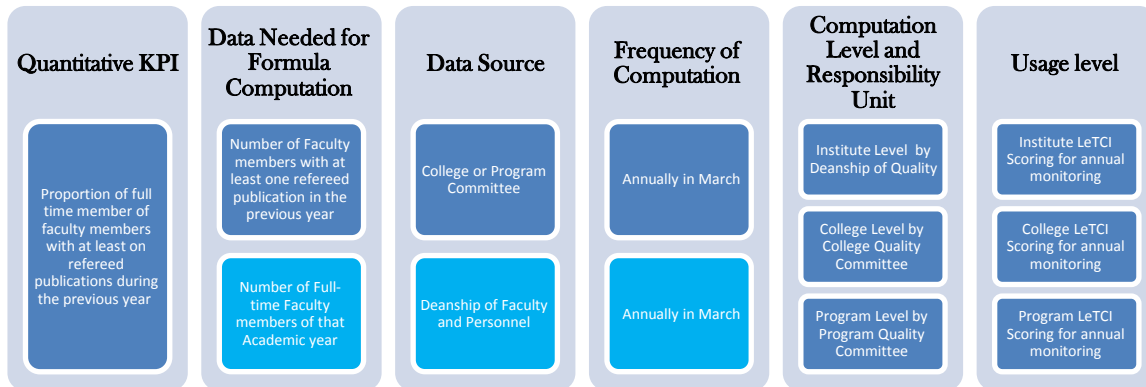 Quantitative KPI
Proportion of full
time member of
faculty members
with at least on
refereed
publications during
the previous year
Data Needed for
Formula
Computation
Number of Faculty
members with at
least one refereed
publication in the
previous year
Number of Full-
time Faculty
members of that
Academic year
Data Source
College or Program
Committee
Deanship of Faculty
and Personnel
Frequency of
Computation
Annually in March
Annually in March
Computation
Level and
Responsibility
Unit
Institute Level by
Deanship of Quality
College Level by
College Quality
Committee
Program Level by
Program Quality
Committee
Usage level
Institute LeTCI
Scoring for annual
monitoring
College LeTCI
Scoring for annual
monitoring
Program LeTCI
Scoring for annual
monitoring